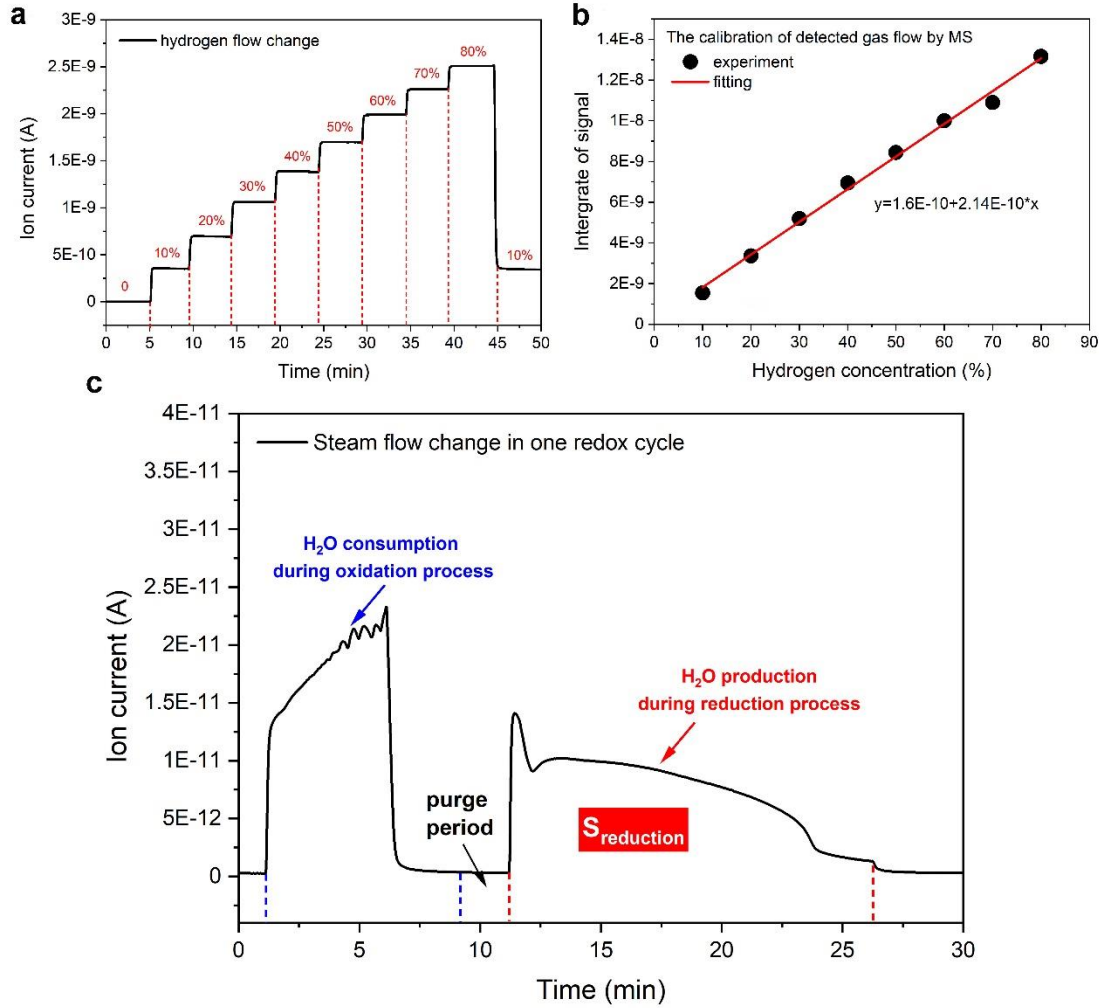 a
3E-9
2.5E-9
2E-9
1.5E-9
1E-9
5E-10
0
Ion current (A)
hydrogen flow change
0
10%
20%
30%
40%
50%
60%
70%
80%
10%
0 5 10 15 20 25 30 35 40 45 50
Time (min)
b
1.4E-8
1.2E-8
1E-8
8E-9
6E-9
4E-9
2E-9
0
Intergrate of signal
The calibration of detected gas flow by MS
experiment
fitting
y=1.6E-10+2.14E-10*x
0 10 20 30 40 50 60 70 80 90
Hydrogen concentration (%)
c
4E-11
3.5E-11
3E-11
2.5E-11
2E-11
1.5E-11
1E-11
5E-12
0
Ion current (A)
Steam flow change in one redox cycle
H₂O consumption
during oxidation process
purge
period
H₂O production
during reduction process
Sreduction
0 5 10 15 20 25 30
Time (min)